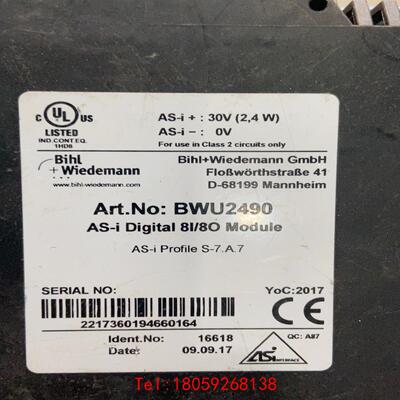 C UL US
LISTED
IND.CONT.EQ.
1HD8
AS-i + : 30V (2,4 W)
AS-i – : 0V
For use in Class 2 circuits only
Bihl
+ Wiedemann
www.bihl-wiedemann.com
Bihl+Wiedemann GmbH
Floßwörthstraße 41
D-68199 Mannheim
Art.No: BWU2490
AS-i Digital 8I/8O Module
AS-i Profile S-7.A.7
SERIAL NO:
YoC:2017
2217360194660164
CE
Ident.No: 16618
Date: 09.09.17
ASi
INTERFACE
QC: A87
Tel:18059268138